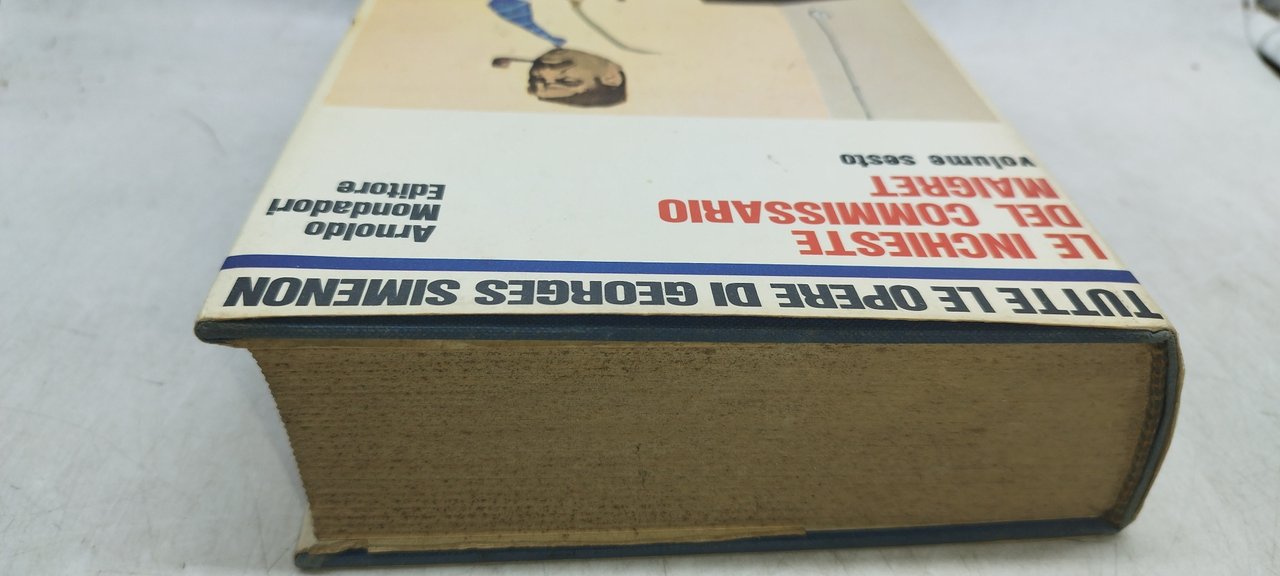 TUTTE LE OPERE DI GEORGES SIMENON
LE INCHIESTE
DEL COMMISSARIO
MAIGRET
volume sesto
Arnoldo
Mondadori
Editore